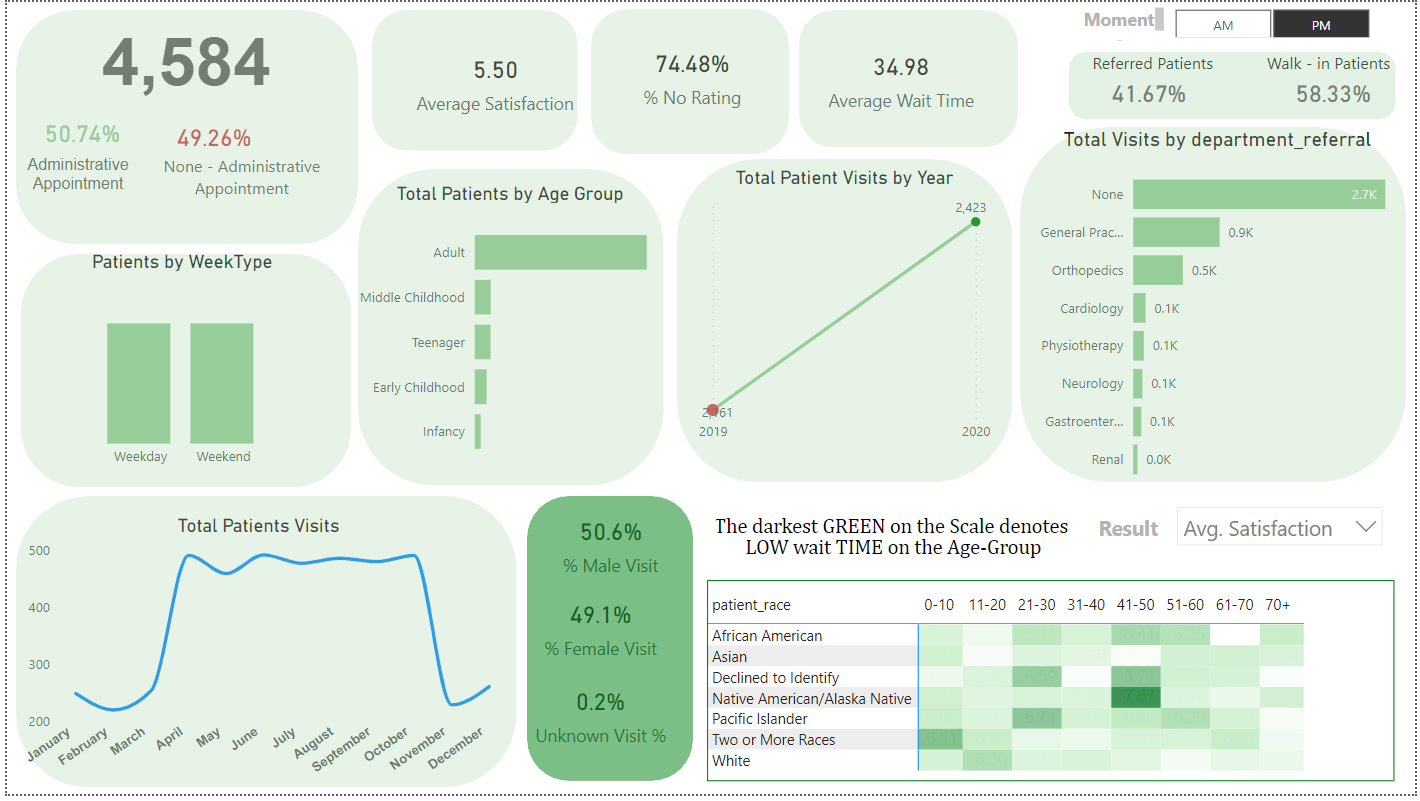 Moment
AM
PM
4,584
50.74%
Administrative
Appointment
49.26%
None - Administrative
Appointment
5.50
Average Satisfaction
74.48%
% No Rating
34.98
Average Wait Time
Referred Patients
41.67%
Walk - in Patients
58.33%
Patients by WeekType
Weekday
Weekend
Total Patients by Age Group
Adult
Middle Childhood
Teenager
Early Childhood
Infancy
Total Patient Visits by Year
2,423
2,161
2019
2020
Total Visits by department_referral
None 2.7K
General Prac... 0.9K
Orthopedics 0.5K
Cardiology 0.1K
Physiotherapy 0.1K
Neurology 0.1K
Gastroenter... 0.1K
Renal 0.0K
Total Patients Visits
500
400
300
200
January
February
March
April
May
June
July
August
September
October
November
December
50.6%
% Male Visit
49.1%
% Female Visit
0.2%
Unknown Visit %
The darkest GREEN on the Scale denotes
LOW wait TIME on the Age-Group
Result
Avg. Satisfaction
patient_race 0-10 11-20 21-30 31-40 41-50 51-60 61-70 70+
African American
Asian
Declined to Identify
Native American/Alaska Native 7.67
Pacific Islander
Two or More Races
White